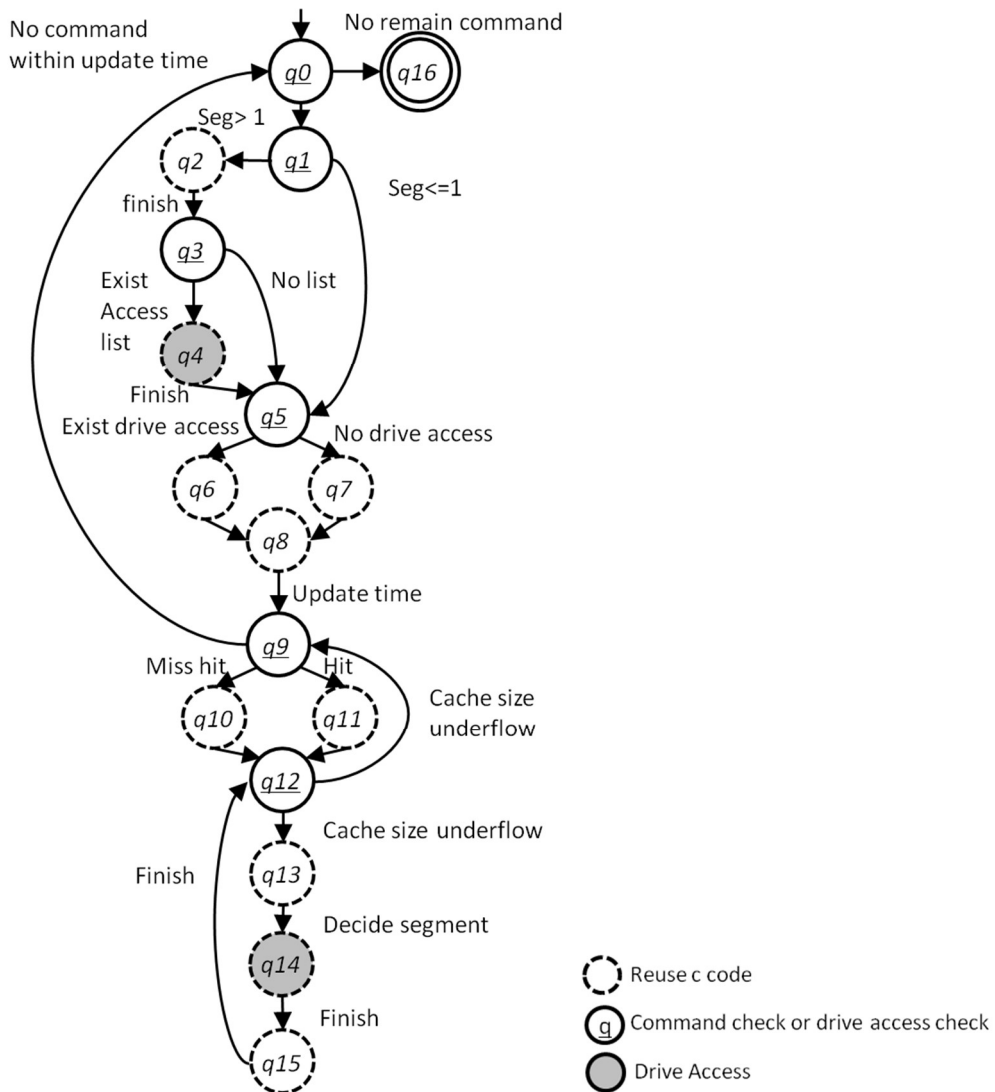 No remain command
No command
within update time
q0
q16
Seg> 1
q2
q1
Seg<=1
finish
q3
Exist
Access
list
No list
q4
Finish
q5
Exist drive access
No drive access
q6
q7
q8
Update time
q9
Miss hit
Hit
q10
q11
Cache size
underflow
q12
Cache size underflow
q13
Finish
Decide segment
q14
Finish
q15
Reuse c code
q
Command check or drive access check
Drive Access